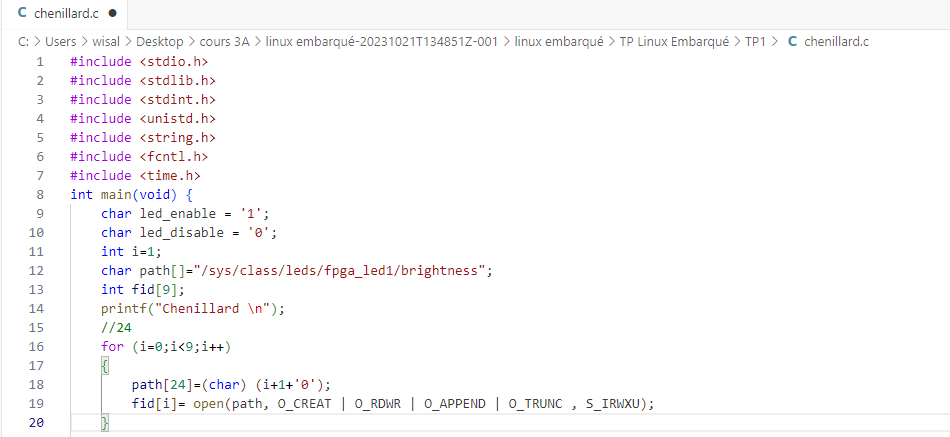 C chenillard.c ●
C: > Users > wisal > Desktop > cours 3A > linux embarqué-20231021T134851Z-001 > linux embarqué > TP Linux Embarqué > TP1 > C chenillard.c
1 #include <stdio.h>
2 #include <stdlib.h>
3 #include <stdint.h>
4 #include <unistd.h>
5 #include <string.h>
6 #include <fcntl.h>
7 #include <time.h>
8 int main(void) {
9 char led_enable = '1';
10 char led_disable = '0';
11 int i=1;
12 char path[]="/sys/class/leds/fpga_led1/brightness";
13 int fid[9];
14 printf("Chenillard \n");
15 //24
16 for (i=0;i<9;i++)
17 {
18 path[24]=(char) (i+1+'0');
19 fid[i]= open(path, O_CREAT | O_RDWR | O_APPEND | O_TRUNC , S_IRWXU);
20 }